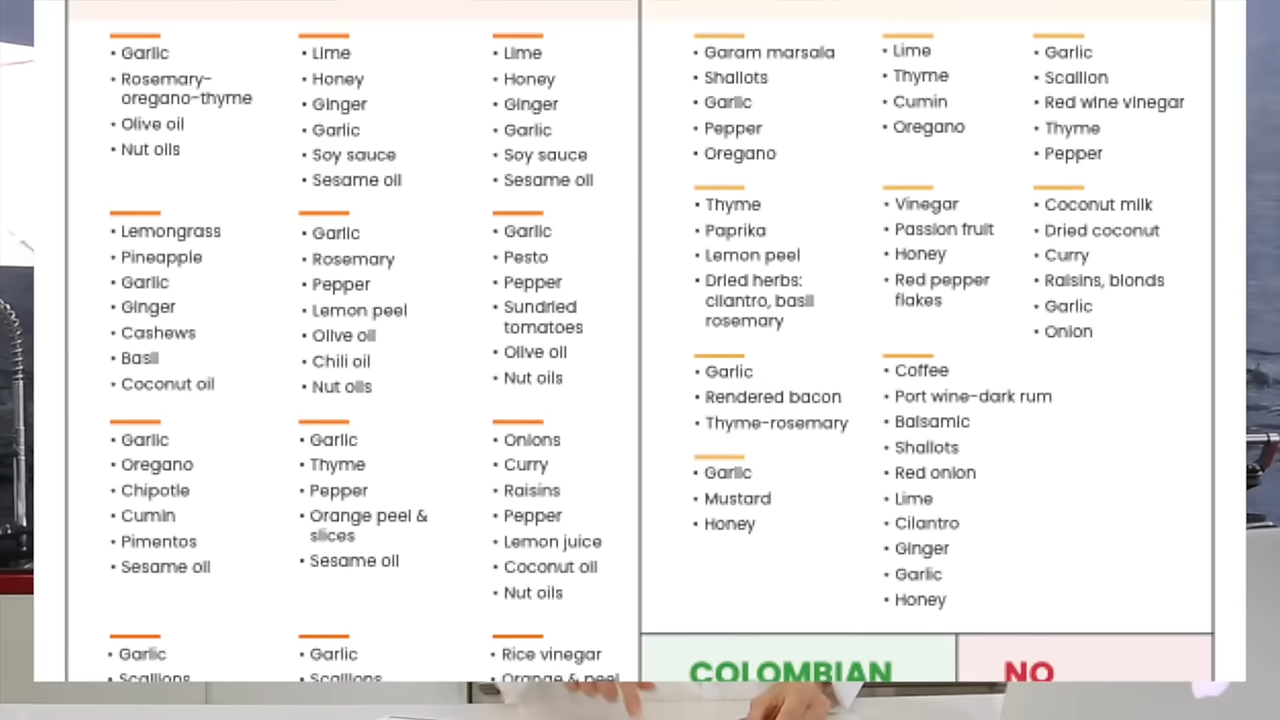 • Garlic
• Rosemary-
oregano-thyme
• Olive oil
• Nut oils
• Lime
• Honey
• Ginger
• Garlic
• Soy sauce
• Sesame oil
• Lime
• Honey
• Ginger
• Garlic
• Soy sauce
• Sesame oil
• Lemongrass
• Pineapple
• Garlic
• Ginger
• Cashews
• Basil
• Coconut oil
• Garlic
• Rosemary
• Pepper
• Lemon peel
• Olive oil
• Chili oil
• Nut oils
• Garlic
• Pesto
• Pepper
• Sundried
tomatoes
• Olive oil
• Nut oils
• Garlic
• Oregano
• Chipotle
• Cumin
• Pimentos
• Sesame oil
• Garlic
• Thyme
• Pepper
• Orange peel &
slices
• Sesame oil
• Onions
• Curry
• Raisins
• Pepper
• Lemon juice
• Coconut oil
• Nut oils
• Garlic
• Scallions
• Garlic
• Scallions
• Rice vinegar
• Orange & peel
• Garam marsala
• Shallots
• Garlic
• Pepper
• Oregano
• Lime
• Thyme
• Cumin
• Oregano
• Garlic
• Scallion
• Red wine vinegar
• Thyme
• Pepper
• Thyme
• Paprika
• Lemon peel
• Dried herbs:
cilantro, basil
rosemary
• Vinegar
• Passion fruit
• Honey
• Red pepper
flakes
• Coconut milk
• Dried coconut
• Curry
• Raisins, blonds
• Garlic
• Onion
• Garlic
• Rendered bacon
• Thyme-rosemary
• Coffee
• Port wine-dark rum
• Balsamic
• Shallots
• Red onion
• Lime
• Cilantro
• Ginger
• Garlic
• Honey
• Garlic
• Mustard
• Honey
COLOMBIAN
NO